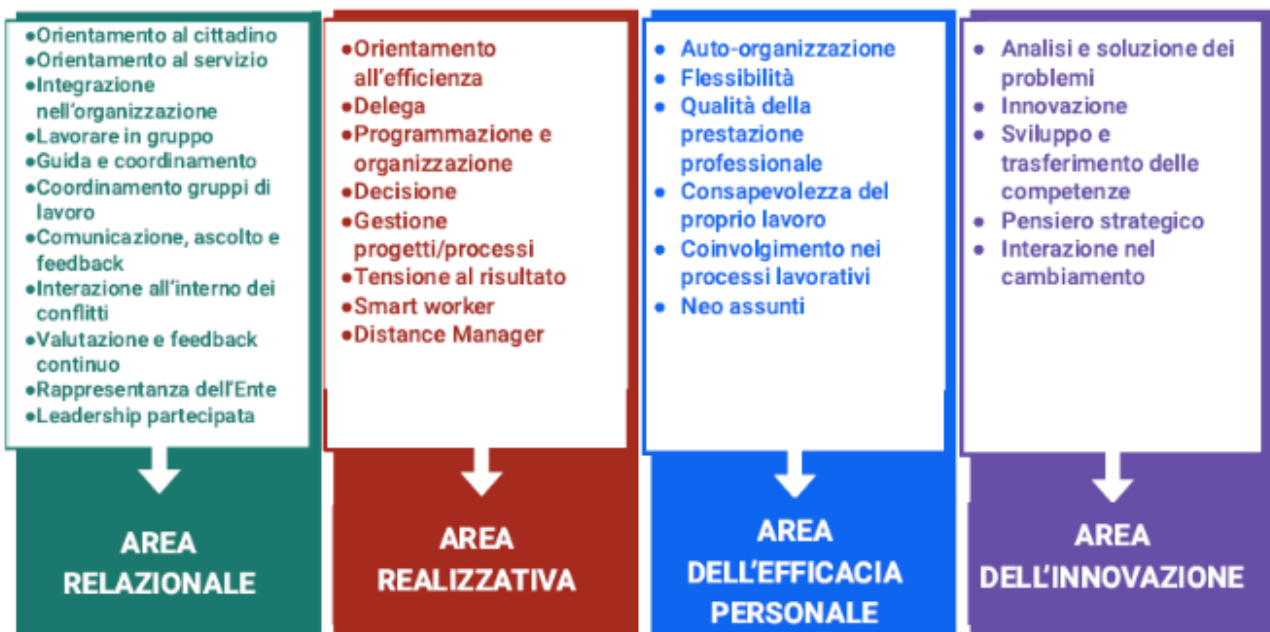 ●Orientamento al cittadino
●Orientamento al servizio
●Integrazione
nell'organizzazione
●Lavorare in gruppo
●Guida e coordinamento
●Coordinamento gruppi di
lavoro
●Comunicazione, ascolto e
feedback
●Interazione all'interno dei
conflitti
●Valutazione e feedback
continuo
●Rappresentanza dell'Ente
●Leadership partecipata
AREA
RELAZIONALE
●Orientamento
all'efficienza
●Delega
●Programmazione e
organizzazione
●Decisione
●Gestione
progetti/processi
●Tensione al risultato
●Smart worker
●Distance Manager
AREA
REALIZZATIVA
● Auto-organizzazione
● Flessibilità
● Qualità della
prestazione
professionale
● Consapevolezza del
proprio lavoro
● Coinvolgimento nei
processi lavorativi
● Neo assunti
AREA
DELL'EFFICACIA
PERSONALE
● Analisi e soluzione dei
problemi
● Innovazione
● Sviluppo e
trasferimento delle
competenze
● Pensiero strategico
● Interazione nel
cambiamento
AREA
DELL'INNOVAZIONE